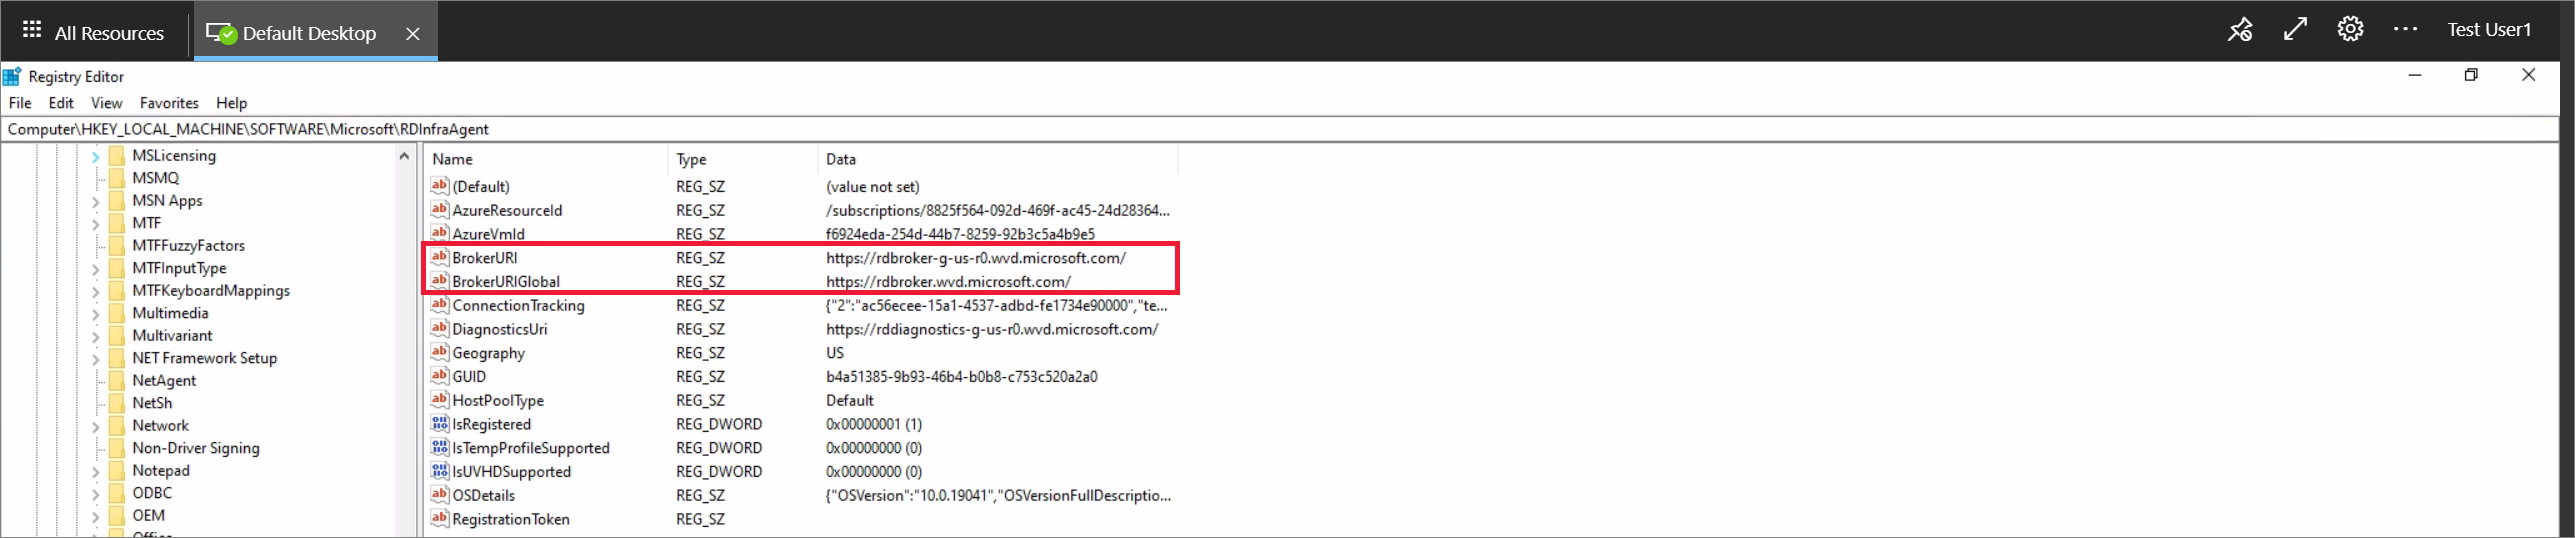 All Resources Default Desktop Test User1
Registry Editor
File Edit View Favorites Help
Computer\HKEY_LOCAL_MACHINE\SOFTWARE\Microsoft\RDInfraAgent
MSLicensing
MSMQ
MSN Apps
MTF
MTFFuzzyFactors
MTFInputType
MTFKeyboardMappings
Multimedia
Multivariant
NET Framework Setup
NetAgent
NetSh
Network
Non-Driver Signing
Notepad
ODBC
OEM
Office
Name Type Data
(Default) REG_SZ (value not set)
AzureResourceId REG_SZ /subscriptions/8825f564-092d-469f-ac45-24d28364...
AzureVmId REG_SZ f6924eda-254d-44b7-8259-92b3c5a4b9e5
BrokerURI REG_SZ https://rdbroker-g-us-r0.wvd.microsoft.com/
BrokerURIGlobal REG_SZ https://rdbroker.wvd.microsoft.com/
ConnectionTracking REG_SZ {"2":"ac56ecee-15a1-4537-adbd-fe1734e90000","te...
DiagnosticsUri REG_SZ https://rddiagnostics-g-us-r0.wvd.microsoft.com/
Geography REG_SZ US
GUID REG_SZ b4a51385-9b93-46b4-b0b8-c753c520a2a0
HostPoolType REG_SZ Default
IsRegistered REG_DWORD 0x00000001 (1)
IsTempProfileSupported REG_DWORD 0x00000000 (0)
IsUVHDSupported REG_DWORD 0x00000000 (0)
OSDetails REG_SZ {"OSVersion":"10.0.19041","OSVersionFullDescriptio...
RegistrationToken REG_SZ